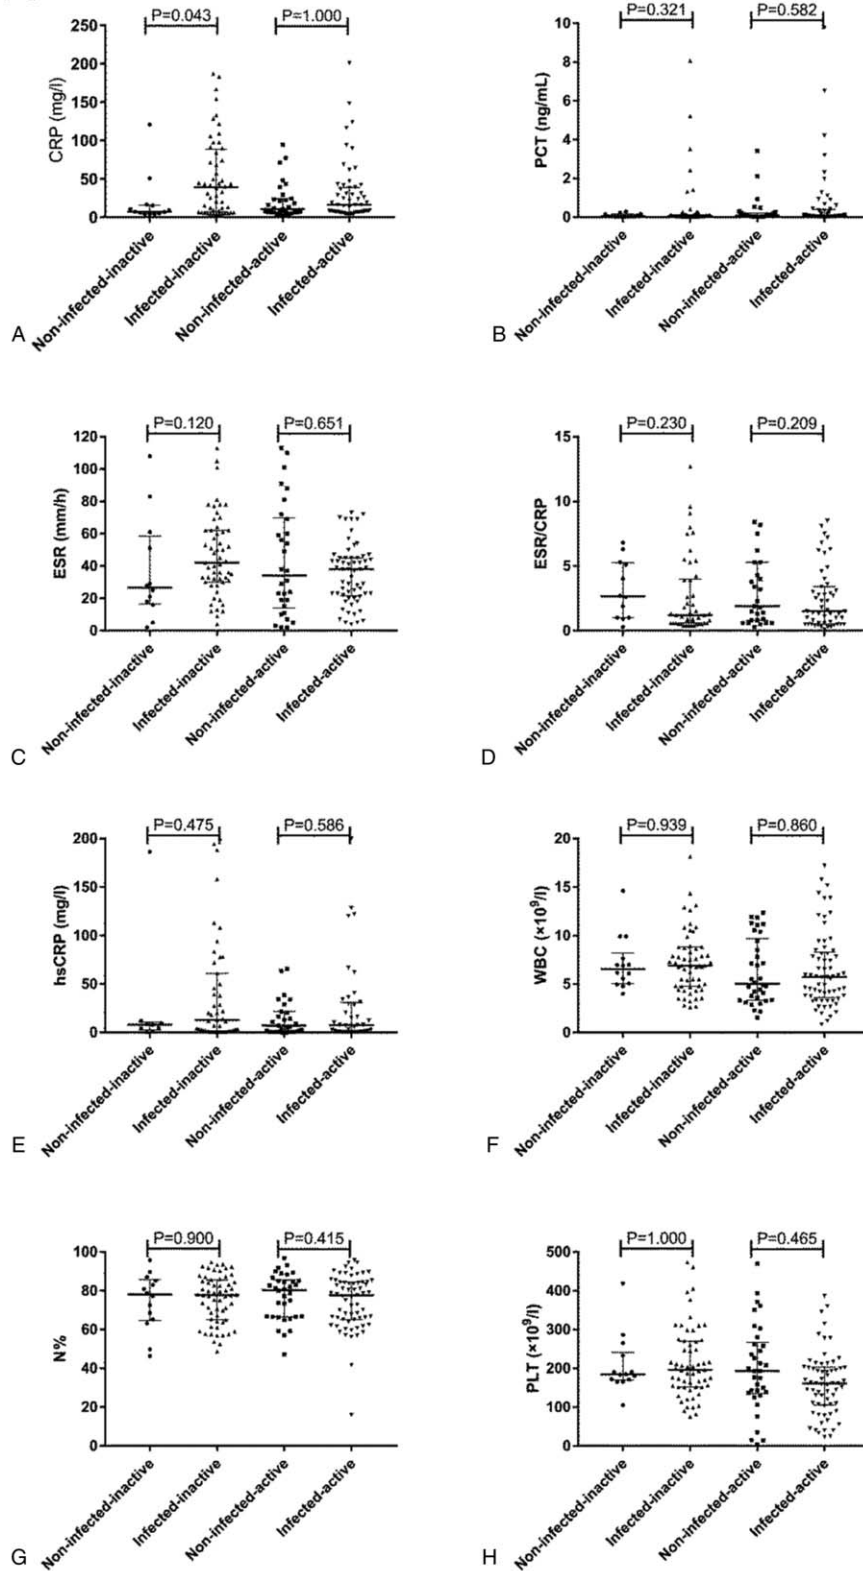 P=0.043 P=1.000
CRP (mg/l)
250
200
150
100
50
0
Non-infected-inactive
Infected-inactive
Non-infected-active
Infected-active
A
P=0.321 P=0.582
PCT (ng/mL)
10
8
6
4
2
0
Non-infected-inactive
Infected-inactive
Non-infected-active
Infected-active
B
P=0.120 P=0.651
ESR (mm/h)
120
100
80
60
40
20
0
Non-infected-inactive
Infected-inactive
Non-infected-active
Infected-active
C
P=0.230 P=0.209
ESR/CRP
15
10
5
0
Non-infected-inactive
Infected-inactive
Non-infected-active
Infected-active
D
P=0.475 P=0.586
hsCRP (mg/l)
200
150
100
50
0
Non-infected-inactive
Infected-inactive
Non-infected-active
Infected-active
E
P=0.939 P=0.860
WBC (×10⁹/l)
20
15
10
5
0
Non-infected-inactive
Infected-inactive
Non-infected-active
Infected-active
F
P=0.900 P=0.415
N%
100
80
60
40
20
0
Non-infected-inactive
Infected-inactive
Non-infected-active
Infected-active
G
P=1.000 P=0.465
PLT (×10⁹/l)
500
400
300
200
100
0
Non-infected-inactive
Infected-inactive
Non-infected-active
Infected-active
H